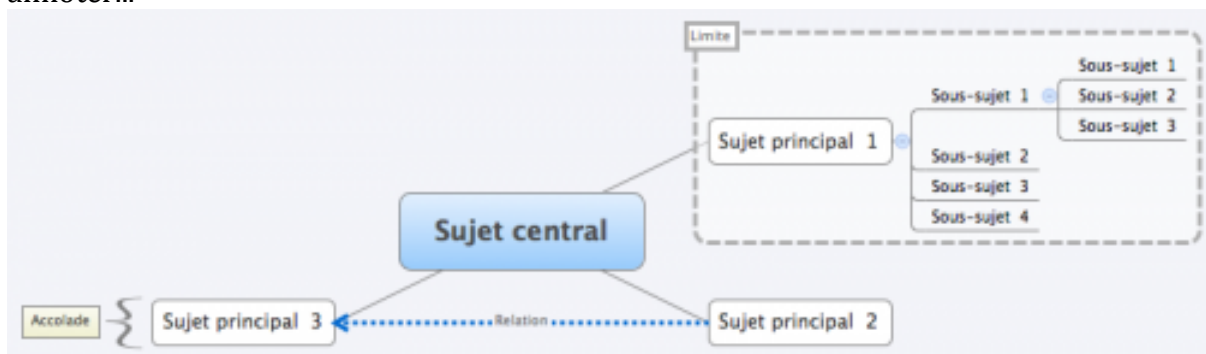 Limite
Sous-sujet 1
Sous-sujet 1
Sous-sujet 2
Sous-sujet 3
Sujet principal 1
Sous-sujet 2
Sous-sujet 3
Sous-sujet 4
Sujet central
Accolade
Sujet principal 3
Relation
Sujet principal 2